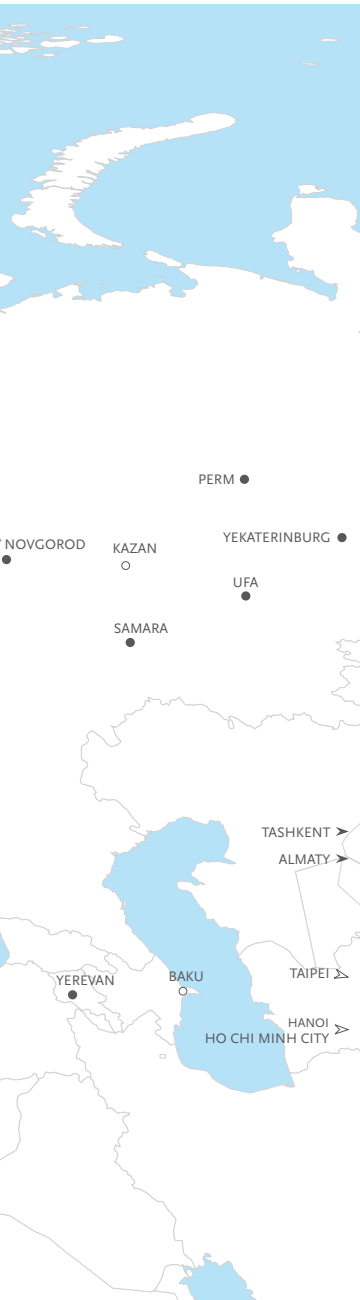 PERM
YEKATERINBURG
NOVGOROD
KAZAN
UFA
SAMARA
TASHKENT
ALMATY
TAIPEI
YEREVAN
BAKU
HANOI
HO CHI MINH CITY